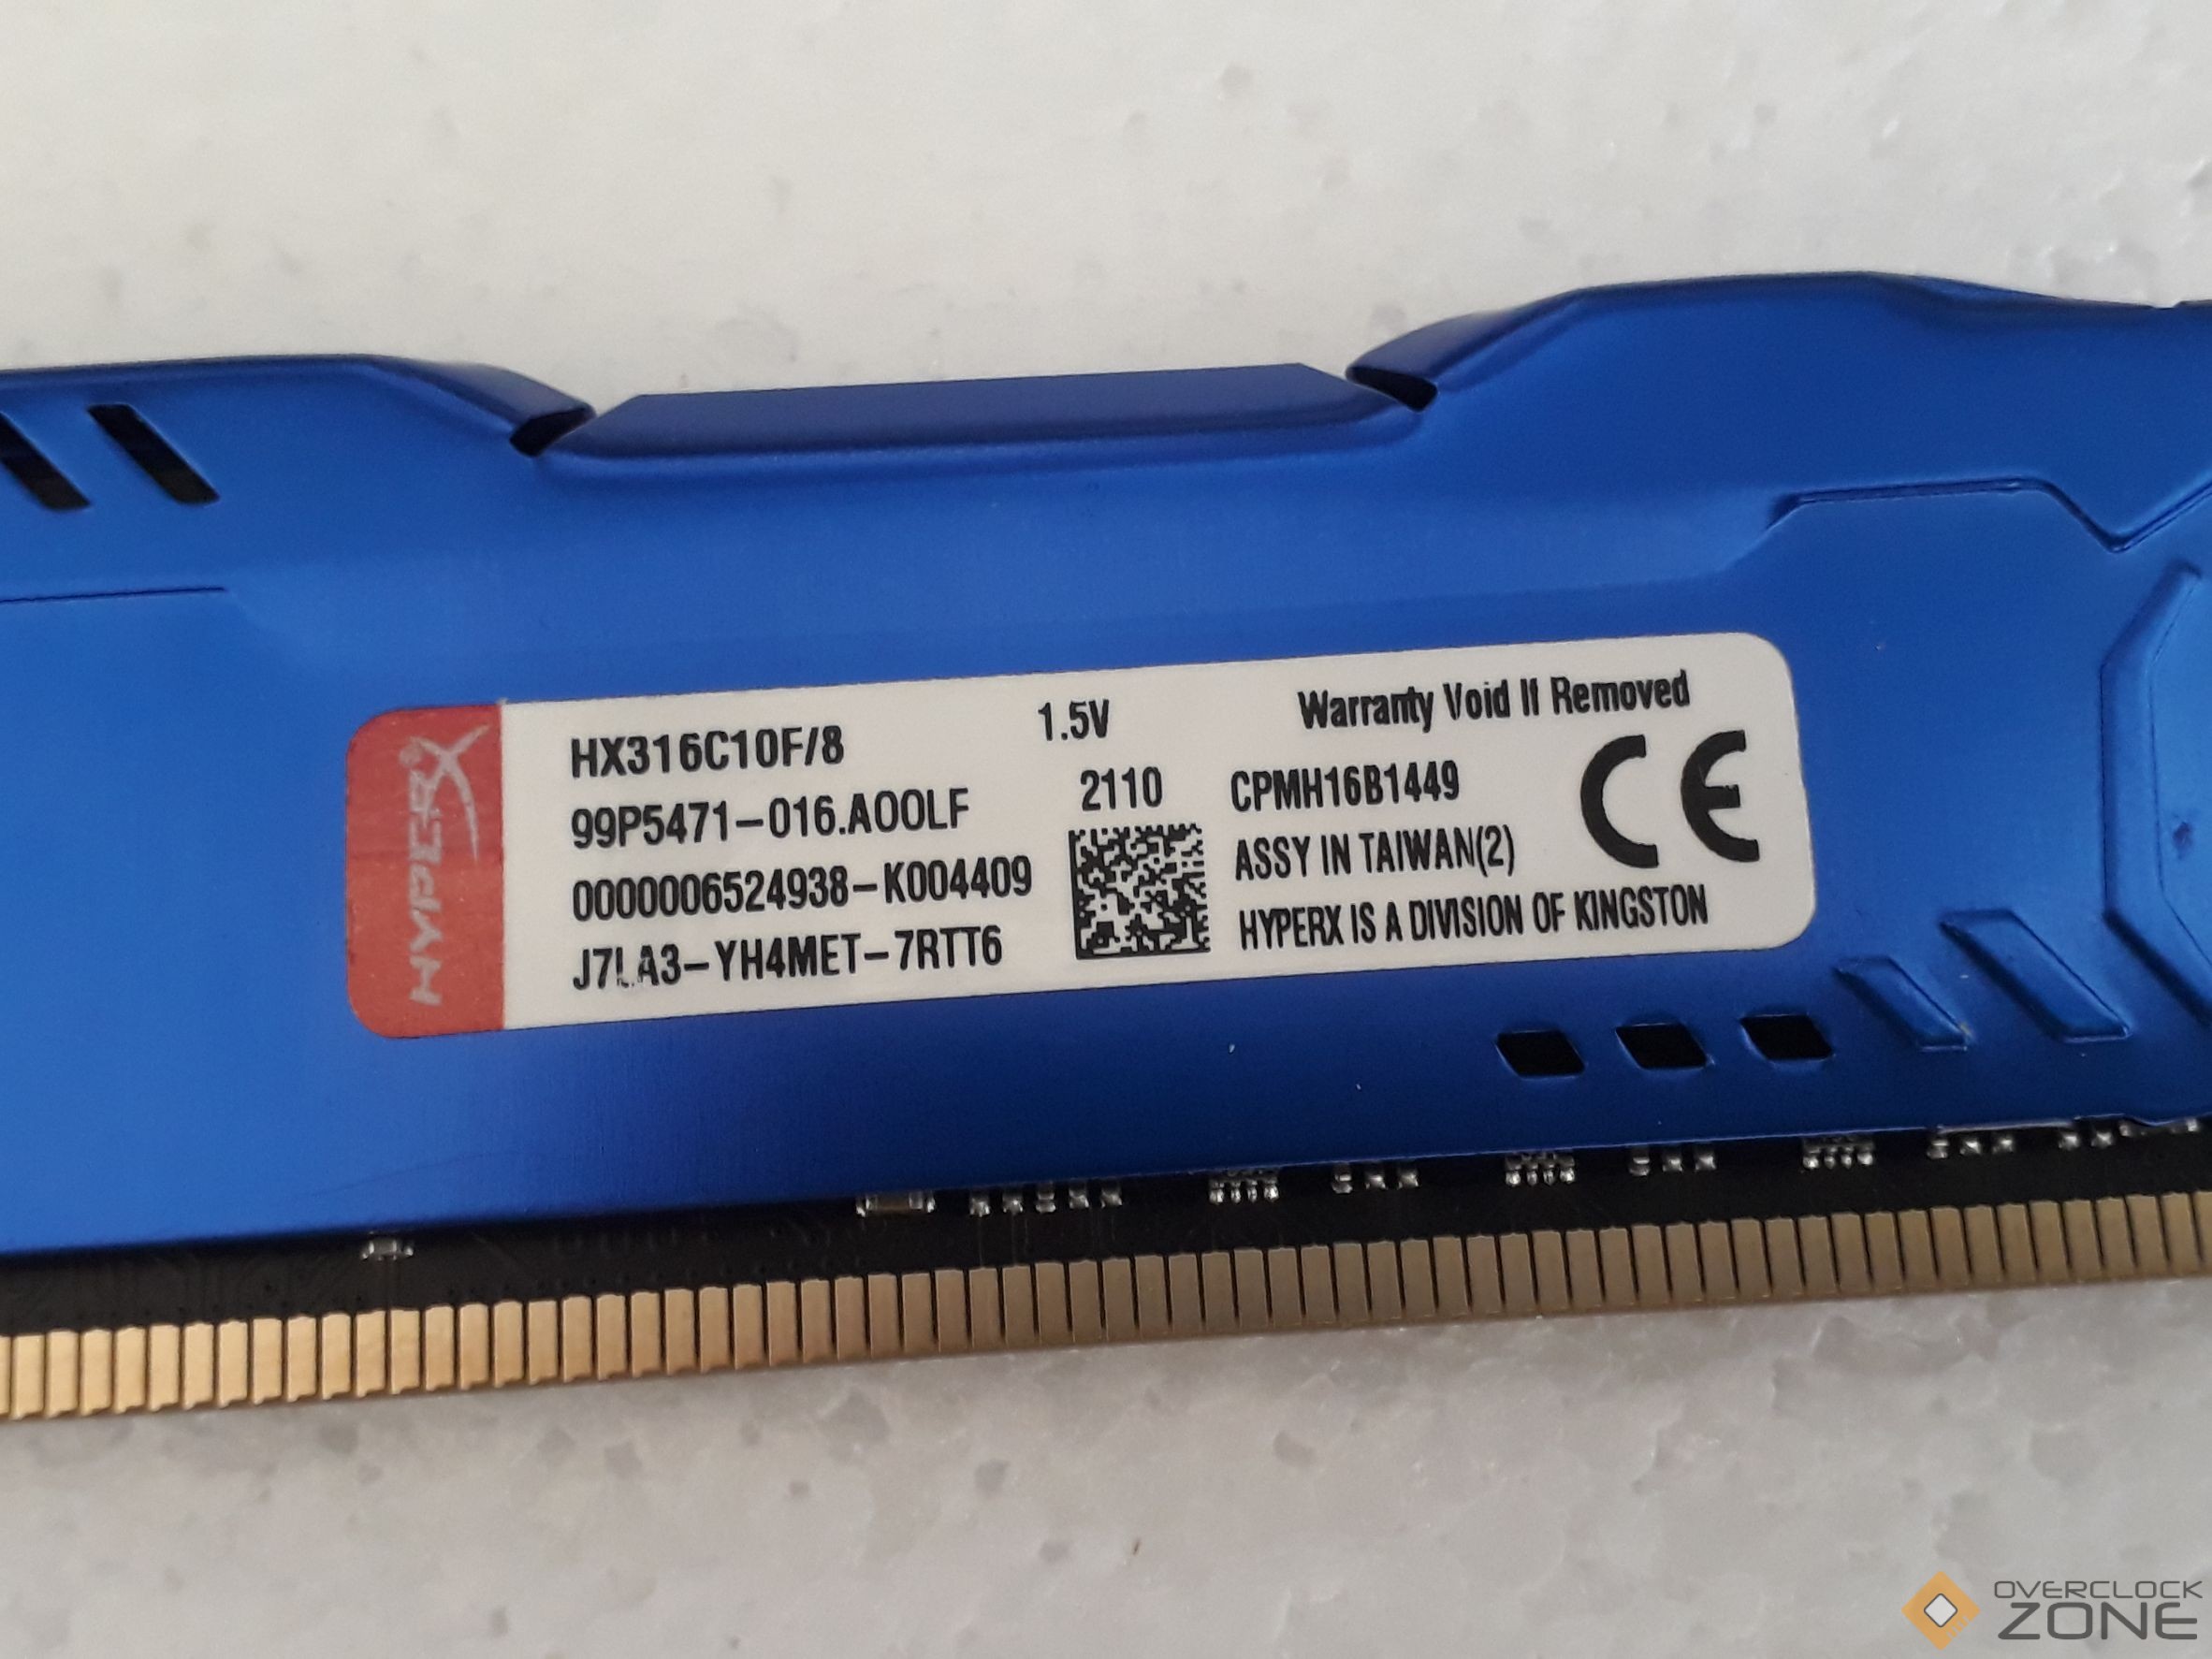 HYPERX
HX316C10F/8
1.5V
Warranty Void If Removed
99P5471-016.A00LF
2110
CPMH16B1449
CE
0000006524938-K004409
ASSY IN TAIWAN(2)
J7LA3-YH4MET-7RTT6
HYPERX IS A DIVISION OF KINGSTON
OVERCLOCK
ZONE